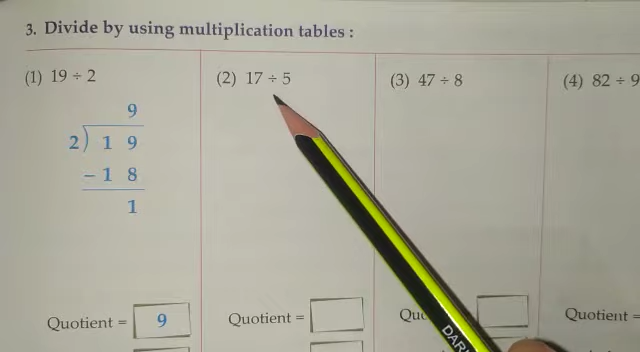 3. Divide by using multiplication tables :
(1) 19 ÷ 2
(2) 17 ÷ 5
(3) 47 ÷ 8
(4) 82 ÷ 9
9
2) 1 9
– 1 8
1
Quotient = 9
Quotient =
Quotient =
DAR